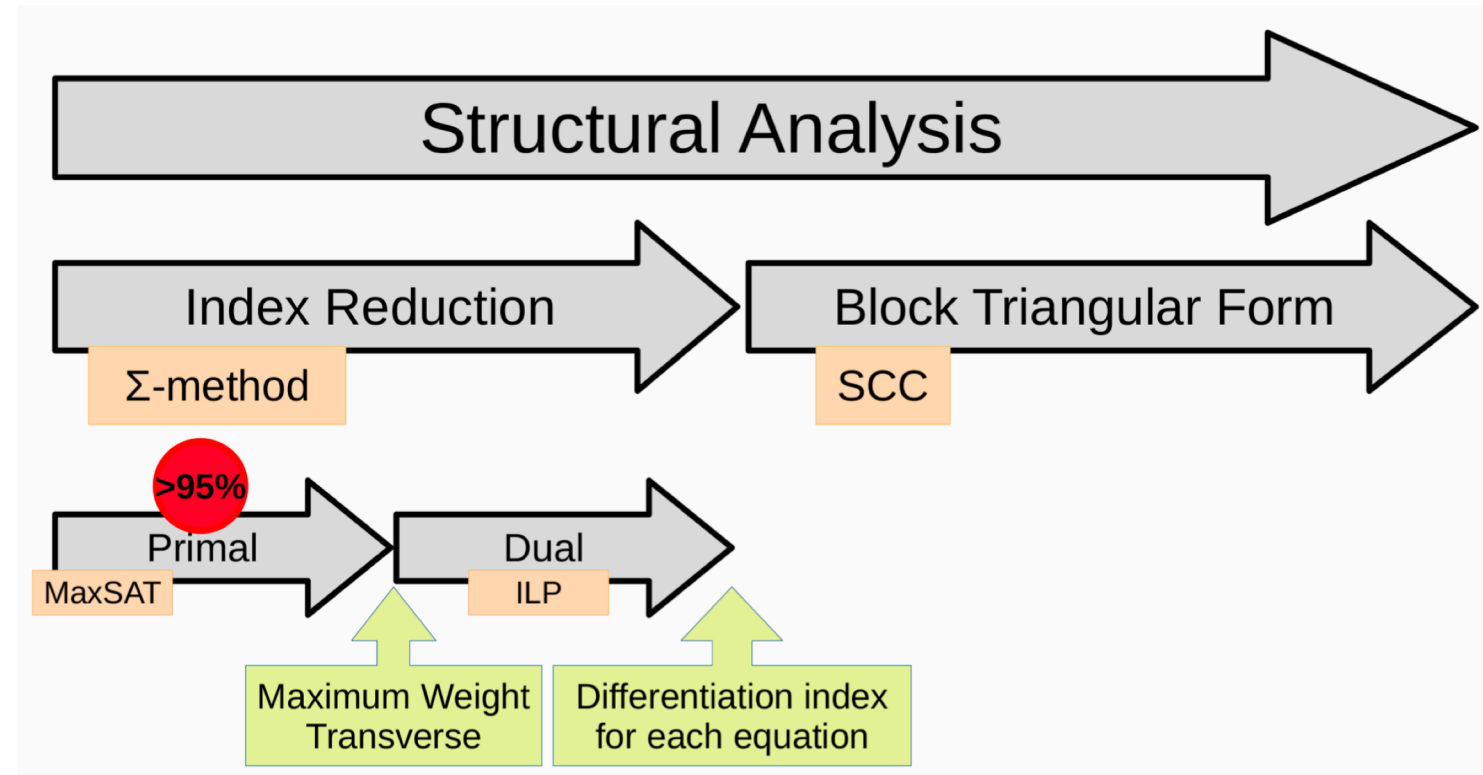 Structural Analysis
Index Reduction
Block Triangular Form
Σ-method
SCC
>95%
Primal
Dual
MaxSAT
ILP
Maximum Weight
Transverse
Differentiation index
for each equation